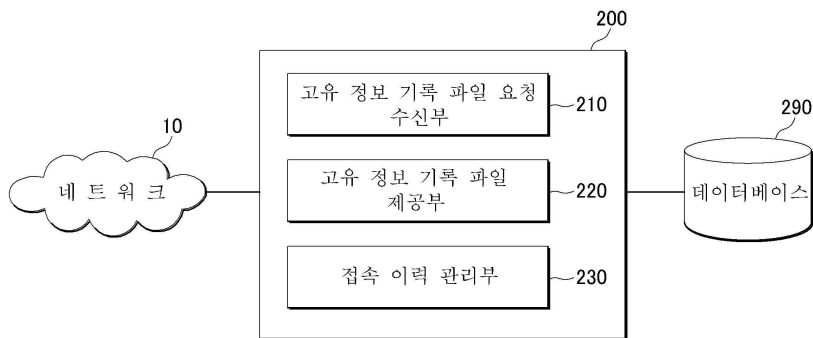 200
고유 정보 기록 파일 요청
수신부
210
10
네트워크
고유 정보 기록 파일
제공부
220
290
데이터베이스
접속 이력 관리부
230